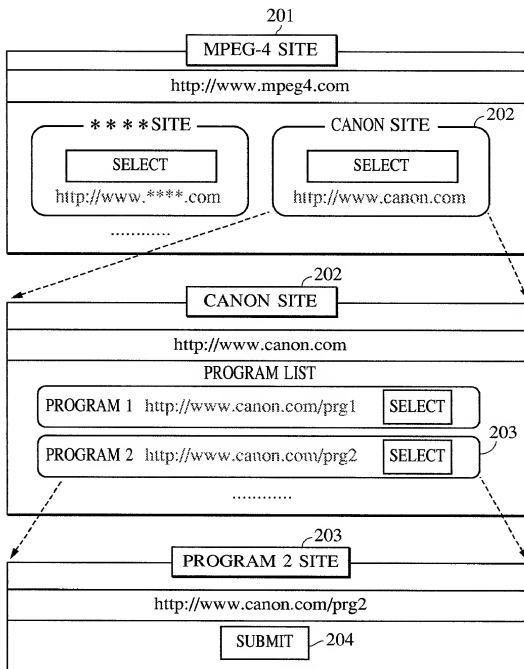 201
MPEG-4 SITE
http://www.mpeg4.com
****SITE
SELECT
http://www.****.com
............
CANON SITE
202
SELECT
http://www.canon.com
202
CANON SITE
http://www.canon.com
PROGRAM LIST
PROGRAM 1 http://www.canon.com/prg1 SELECT
PROGRAM 2 http://www.canon.com/prg2 SELECT
203
............
203
PROGRAM 2 SITE
http://www.canon.com/prg2
SUBMIT 204